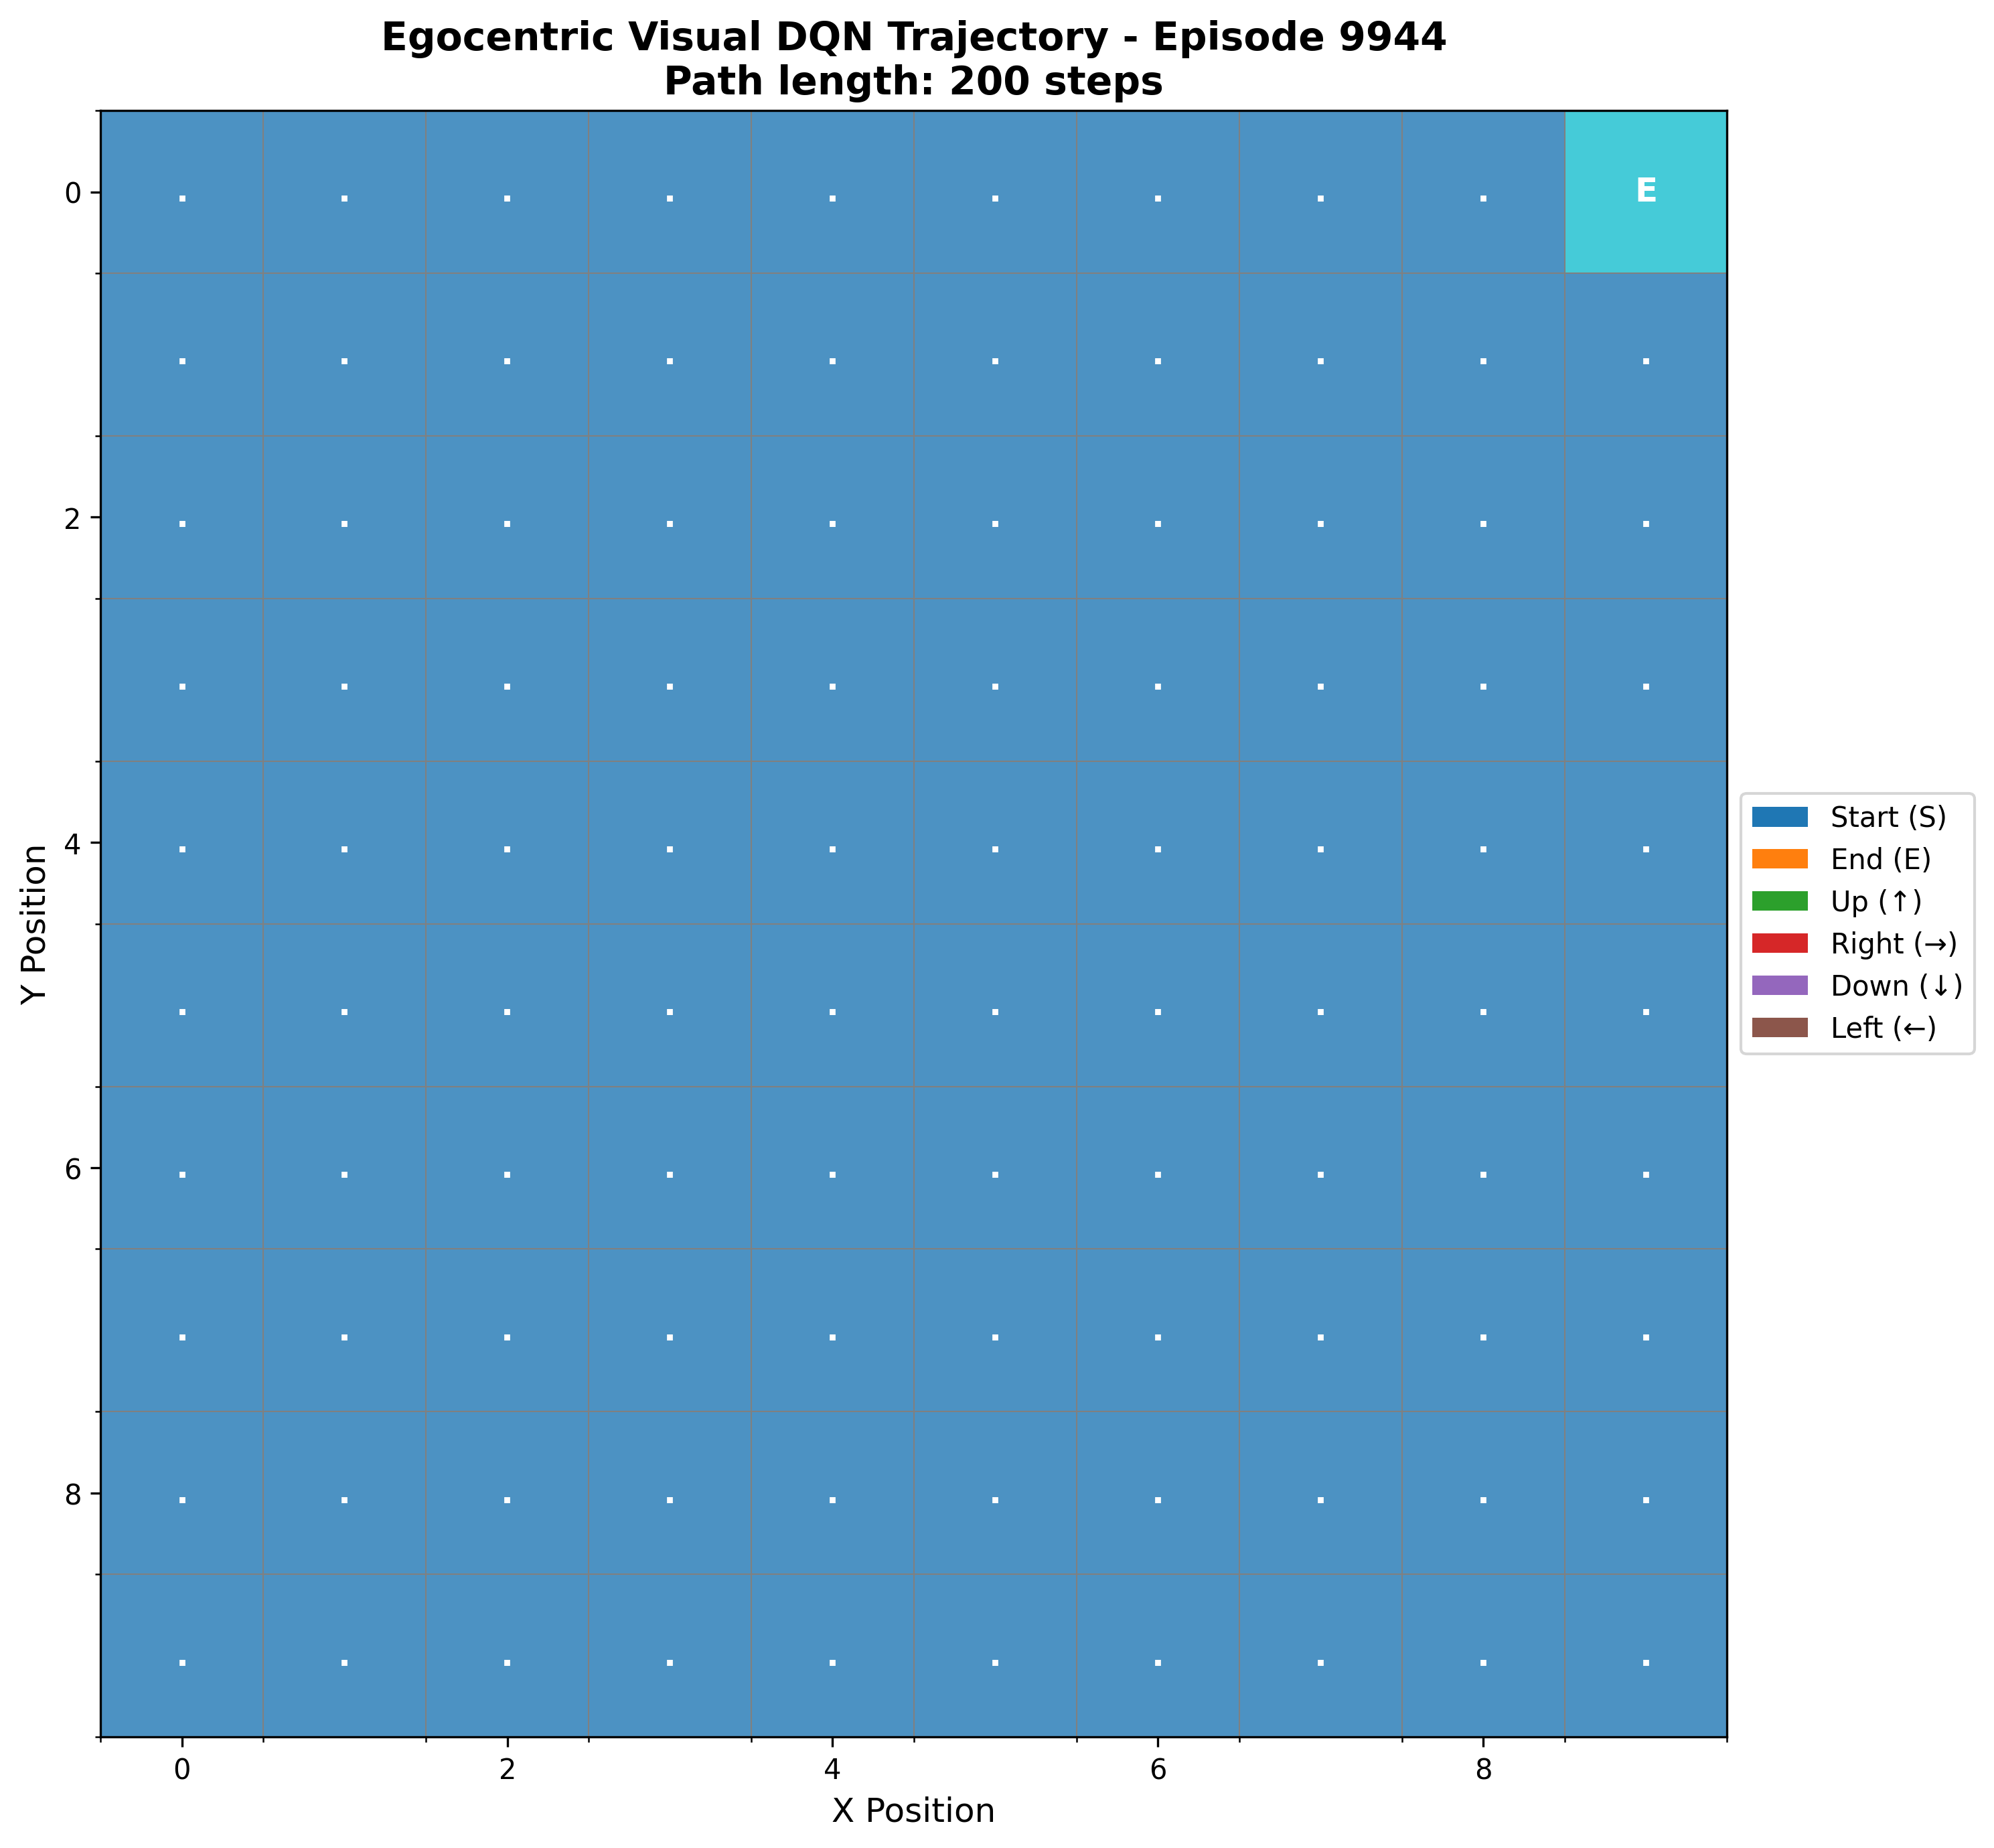 Egocentric Visual DQN Trajectory - Episode 9944
Path length: 200 steps
E
0
2
4
6
8
Y Position
0
2
4
6
8
X Position
Start (S)
End (E)
Up (↑)
Right (→)
Down (↓)
Left (←)